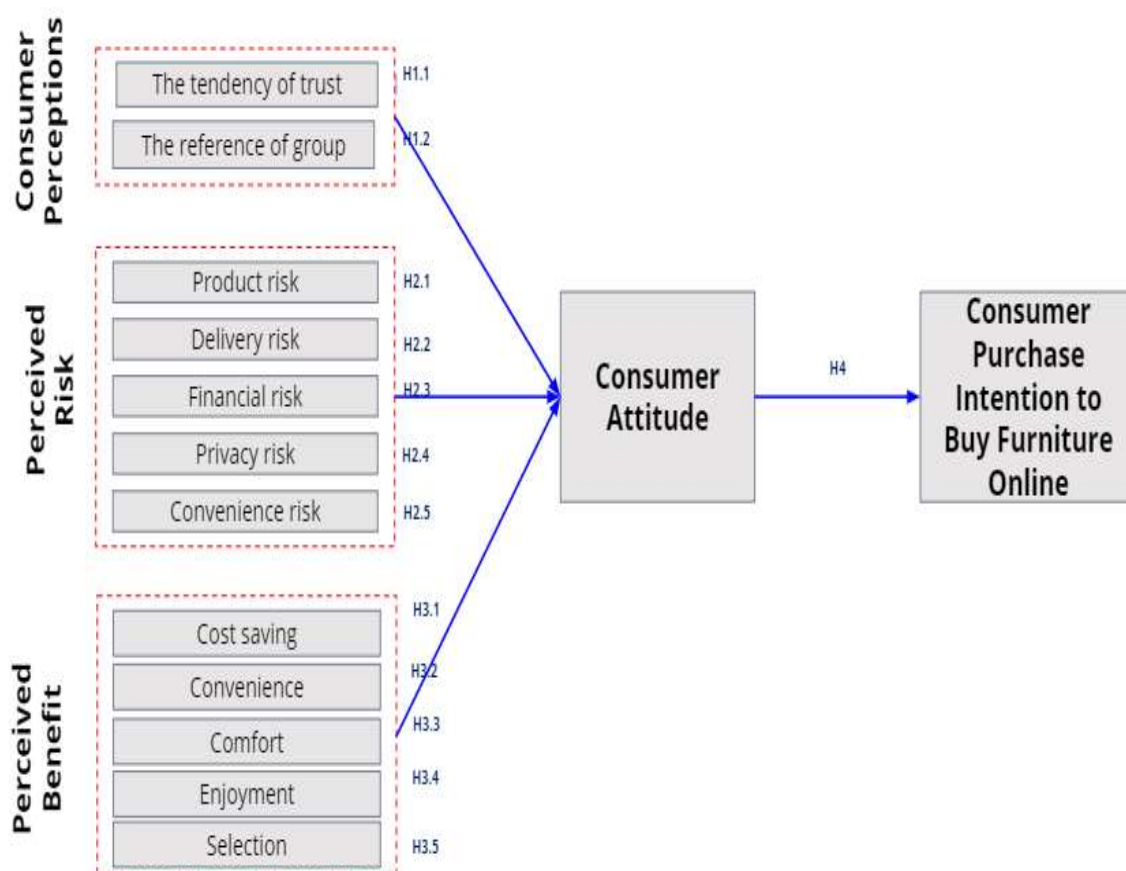 Consumer
Perceptions
The tendency of trust
H1.1
The reference of group
H1.2
Perceived
Risk
Product risk
H2.1
Delivery risk
H2.2
Financial risk
H2.3
Privacy risk
H2.4
Convenience risk
H2.5
Perceived
Benefit
Cost saving
H3.1
Convenience
H3.2
Comfort
H3.3
Enjoyment
H3.4
Selection
H3.5
Consumer
Attitude
H4
Consumer
Purchase
Intention to
Buy Furniture
Online